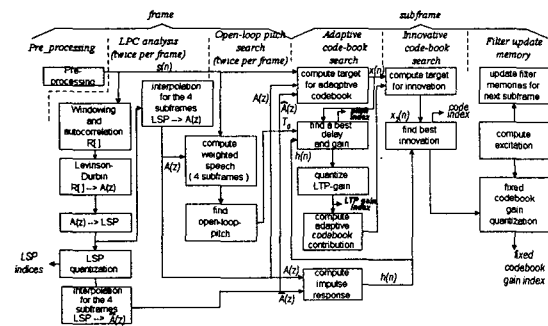 frame
subframe
Pre_processing
LPC analysis
(twice per frame)
Open-loop pitch
search
(twice per frame)
Adaptive
code-book
search
Innovative
code-book
search
Filter update
memory
Pre-
processing
s(n)
Windowing
and
autocorrelation
R[ ]
Levinson-
Durbin
R[ ] --> A(z)
A(z) --> LSP
LSP
quantization
LSP
indices
interpolation
for the 4
subframes
LSP --> Â(z)
interpolation
for the 4
subframes
LSP --> A(z)
A(z)
compute
weighted
speech
( 4 subframes )
find
open-loop-
pitch
A(z)
Â(z)
T₀
h(n)
compute target
for adaptive
codebook
x(n)
pitch
index
find a best
delay
and gain
quantize
LTP-gain
LTP gain
index
compute
adaptive
codebook
contribution
A(z)
Â(z)
compute
impulse
response
h(n)
compute
target for
innovation
x₂(n)
code
index
find best
innovation
update filter
memories for
next subframe
compute
excitation
fixed
codebook
gain
quantization
fixed
codebook
gain index